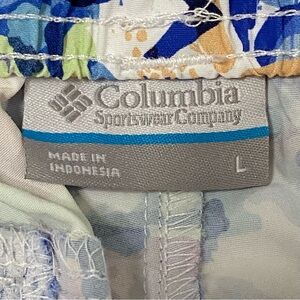 Columbia
Sportswear Company
MADE IN
INDONESIA
L